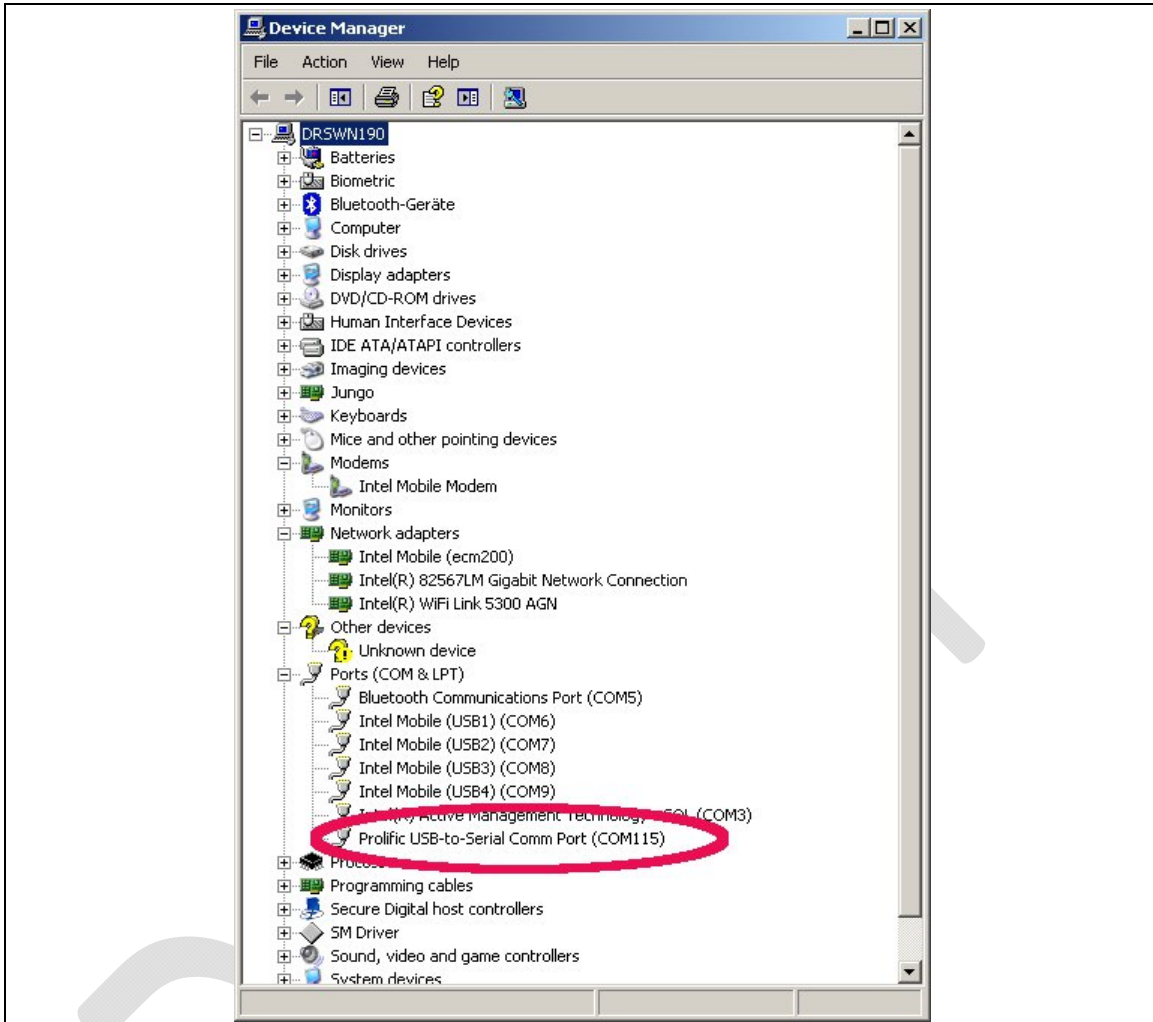 Device Manager
File Action View Help
DRSWN190
Batteries
Biometric
Bluetooth-Geräte
Computer
Disk drives
Display adapters
DVD/CD-ROM drives
Human Interface Devices
IDE ATA/ATAPI controllers
Imaging devices
Jungo
Keyboards
Mice and other pointing devices
Modems
Intel Mobile Modem
Monitors
Network adapters
Intel Mobile (ecm200)
Intel(R) 82567LM Gigabit Network Connection
Intel(R) WiFi Link 5300 AGN
Other devices
Unknown device
Ports (COM & LPT)
Bluetooth Communications Port (COM5)
Intel Mobile (USB1) (COM6)
Intel Mobile (USB2) (COM7)
Intel Mobile (USB3) (COM8)
Intel Mobile (USB4) (COM9)
Intel(R) Active Management Technology - SOL (COM3)
Prolific USB-to-Serial Comm Port (COM115)
Programming cables
Secure Digital host controllers
SM Driver
Sound, video and game controllers
System devices